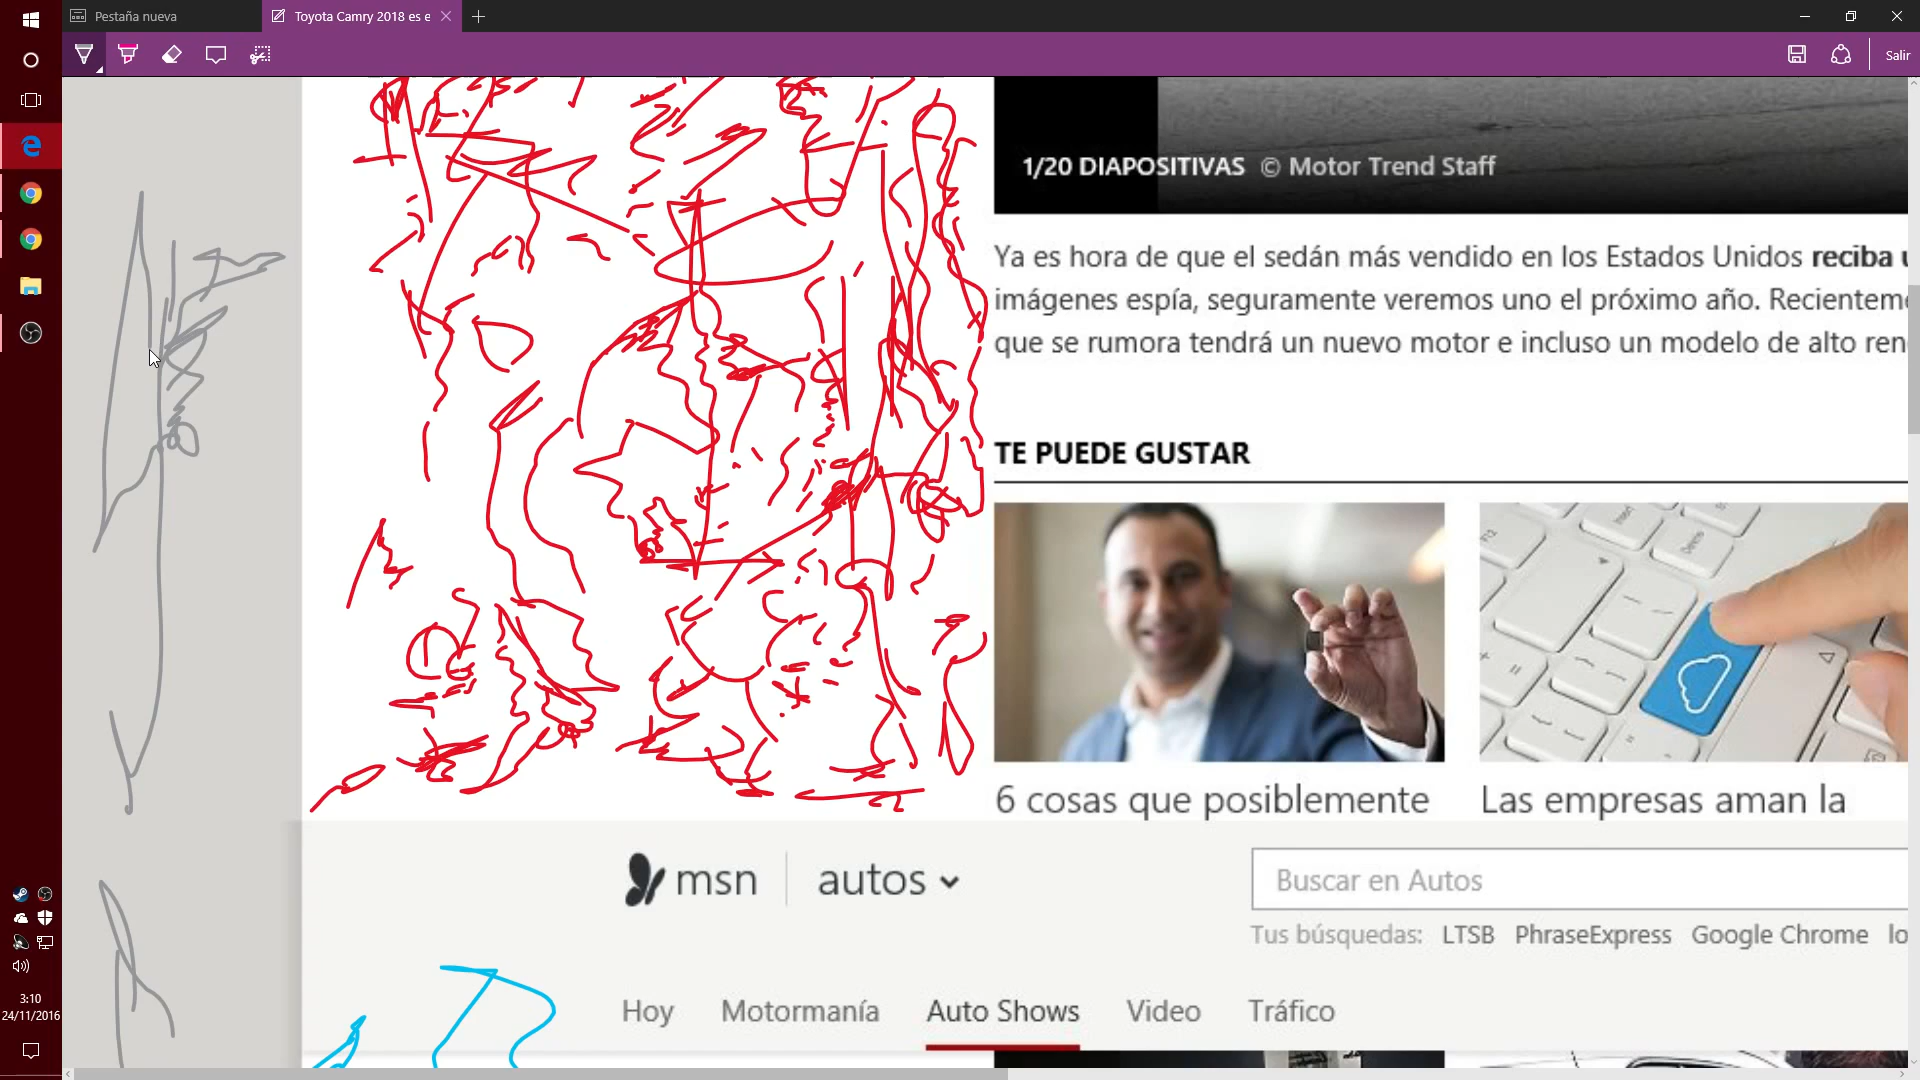 Pestaña nueva
Toyota Camry 2018 es e
Salir
1/20 DIAPOSITIVAS © Motor Trend Staff
Ya es hora de que el sedán más vendido en los Estados Unidos reciba u
imágenes espía, seguramente veremos uno el próximo año. Recienteme
que se rumora tendrá un nuevo motor e incluso un modelo de alto ren
TE PUEDE GUSTAR
6 cosas que posiblemente
Las empresas aman la
msn
autos
Buscar en Autos
Tus búsquedas: LTSB PhraseExpress Google Chrome lo
Hoy Motormanía Auto Shows Video Tráfico
3:10
24/11/2016